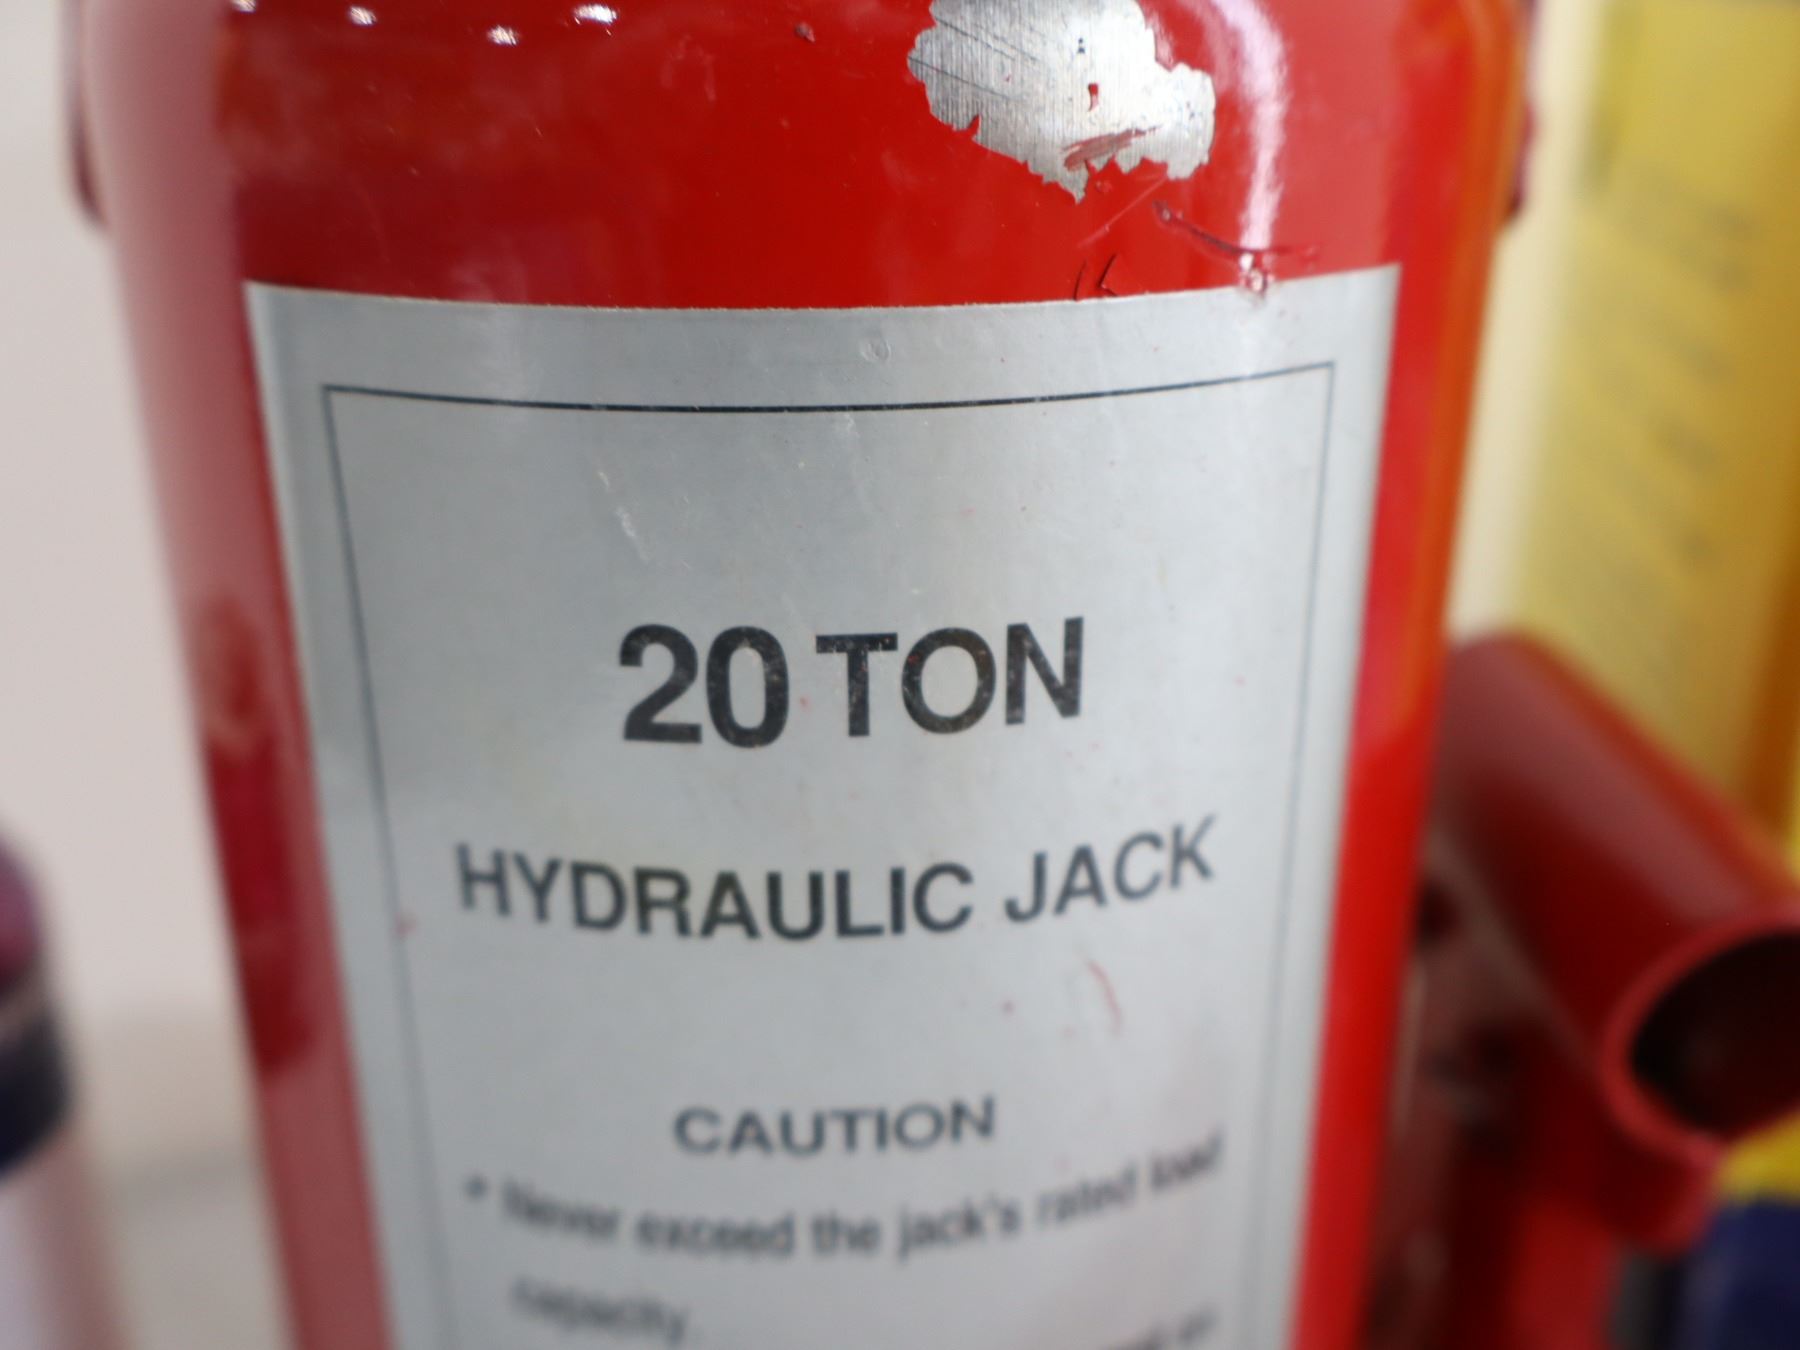 20 TON
HYDRAULIC JACK
CAUTION
* Never exceed the jack's rated load
capacity